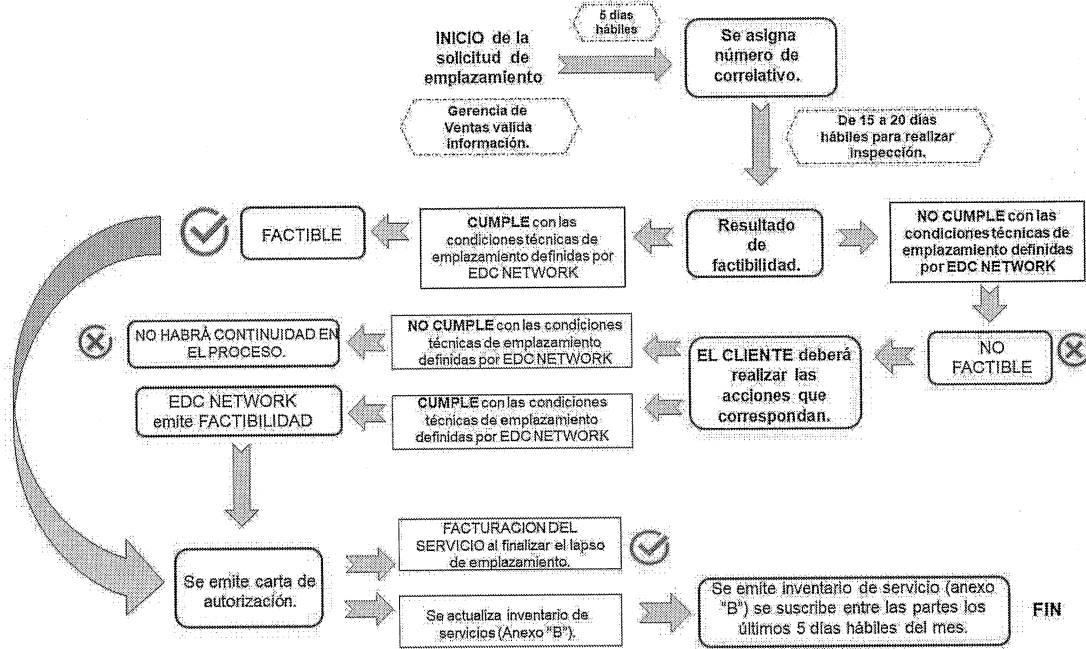 5 días
hábiles
INICIO de la
solicitud de
emplazamiento
Se asigna
número de
correlativo.
Gerencia de
Ventas valida
información.
De 15 a 20 días
hábiles para realizar
inspección.
FACTIBLE
CUMPLE con las
condiciones técnicas de
emplazamiento definidas por
EDC NETWORK
Resultado
de
factibilidad.
NO CUMPLE con las
condiciones técnicas de
emplazamiento definidas
por EDC NETWORK
NO HABRÁ CONTINUIDAD EN
EL PROCESO.
NO CUMPLE con las condiciones
técnicas de emplazamiento
definidas por EDC NETWORK
EL CLIENTE deberá
realizar las
acciones que
correspondan.
NO
FACTIBLE
EDC NETWORK
emite FACTIBILIDAD
CUMPLE con las condiciones
técnicas de emplazamiento
definidas por EDC NETWORK
Se emite carta de
autorización.
FACTURACION DEL
SERVICIO al finalizar el lapso
de emplazamiento.
Se actualiza inventario de
servicios (Anexo "B").
Se emite inventario de servicio (anexo
"B") se suscribe entre las partes los
últimos 5 días hábiles del mes.
FIN